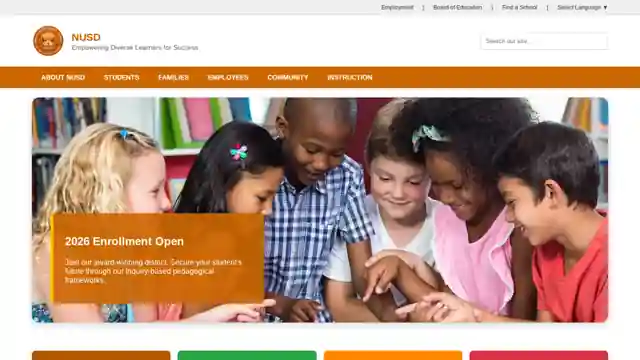 Employment | Board of Education | Find a School | Select Language ▼
NUSD
Empowering Diverse Learners for Success
Search our site...
ABOUT NUSD STUDENTS FAMILIES EMPLOYEES COMMUNITY INSTRUCTION
2026 Enrollment Open
Join our award-winning district. Secure your student's
future through our inquiry-based pedagogical
frameworks.